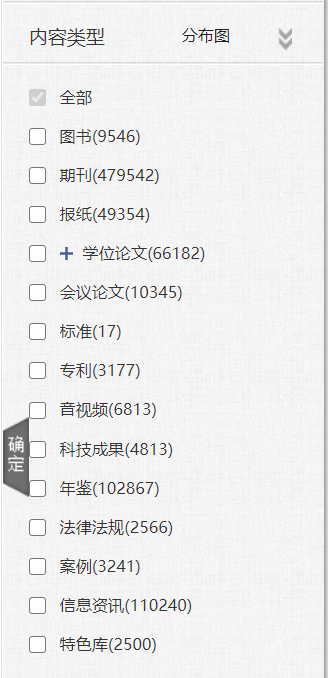 内容类型 分布图
全部
图书(9546)
期刊(479542)
报纸(49354)
学位论文(66182)
会议论文(10345)
标准(17)
专利(3177)
音视频(6813)
确定
科技成果(4813)
年鉴(102867)
法律法规(2566)
案例(3241)
信息资讯(110240)
特色库(2500)